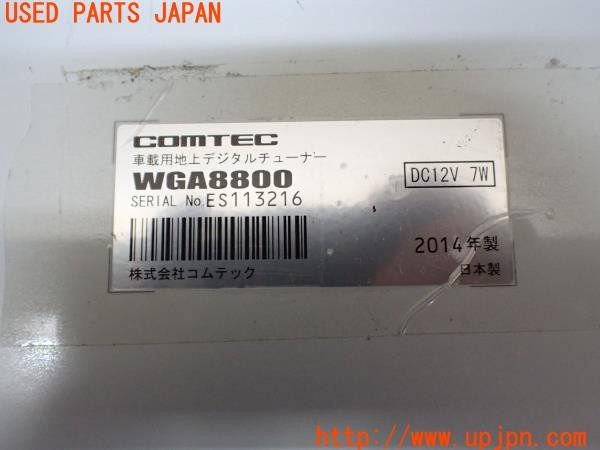 USED PARTS JAPAN
COMTEC
車載用地上デジタルチューナー
WGA8800
DC12V 7W
SERIAL No.ES113216
2014年製
株式会社コムテック
日本製
http://www.upjpn.com/